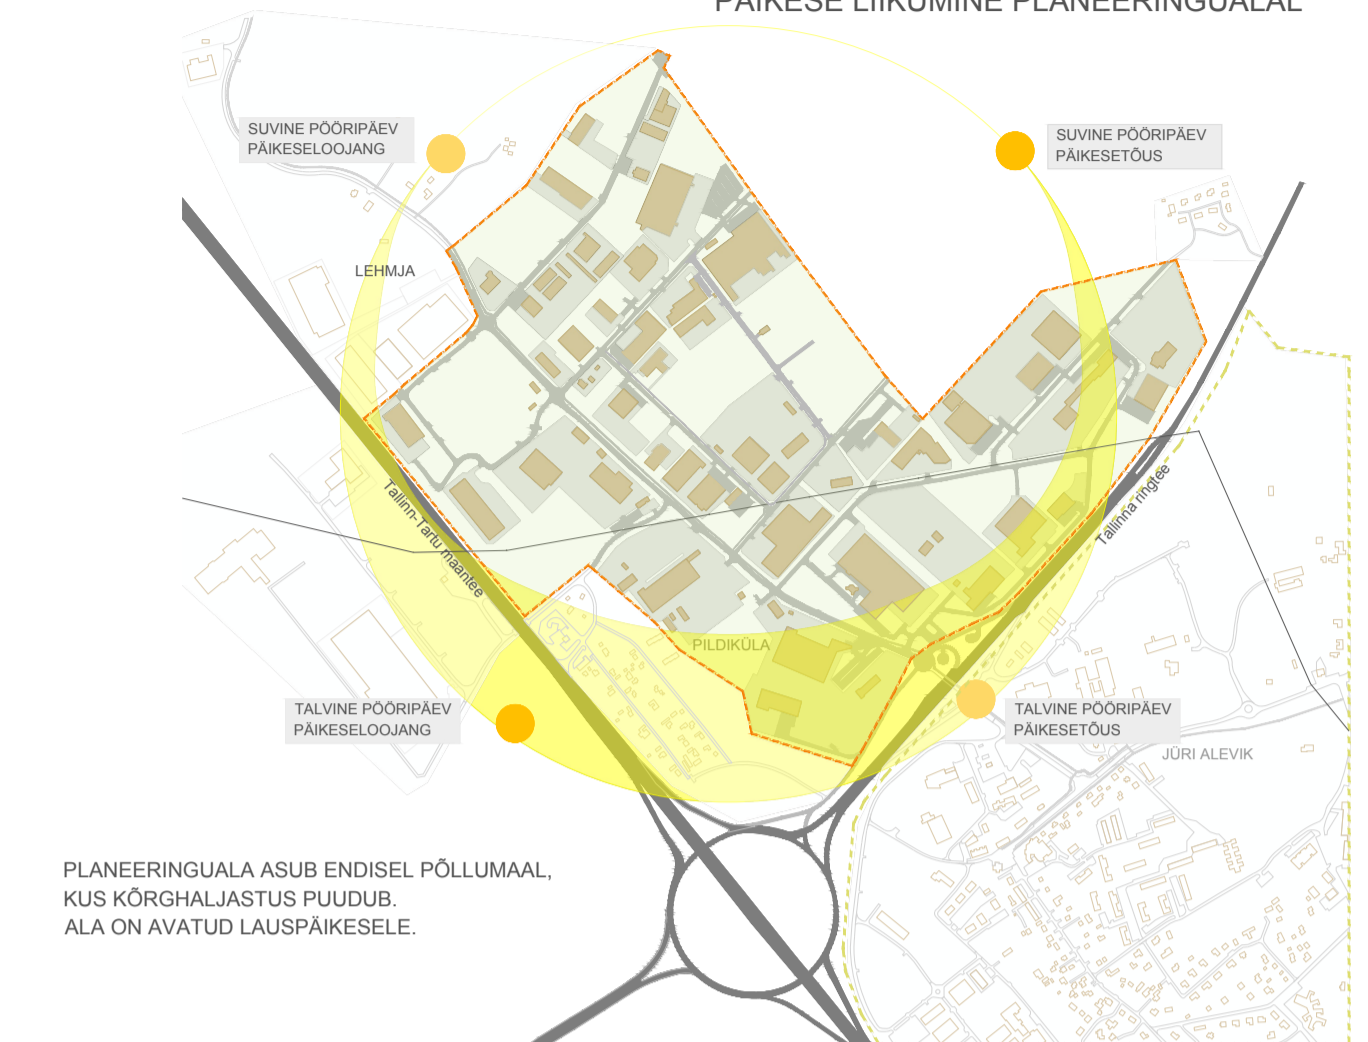 PÄIKESE LIIKUMINE PLANEERINGUALAL
SUVINE PÖÖRIPÄEV
PÄIKESELOOJANG
SUVINE PÖÖRIPÄEV
PÄIKESETÕUS
LEHMJA
Tallinn-Tartu maantee
Tallinna ringtee
PILDIKÜLA
TALVINE PÖÖRIPÄEV
PÄIKESELOOJANG
TALVINE PÖÖRIPÄEV
PÄIKESETÕUS
JÜRI ALEVIK
PLANEERINGUALA ASUB ENDISEL PÕLLUMAAL,
KUS KÕRGHALJASTUS PUUDUB.
ALA ON AVATUD LAUSPÄIKESELE.